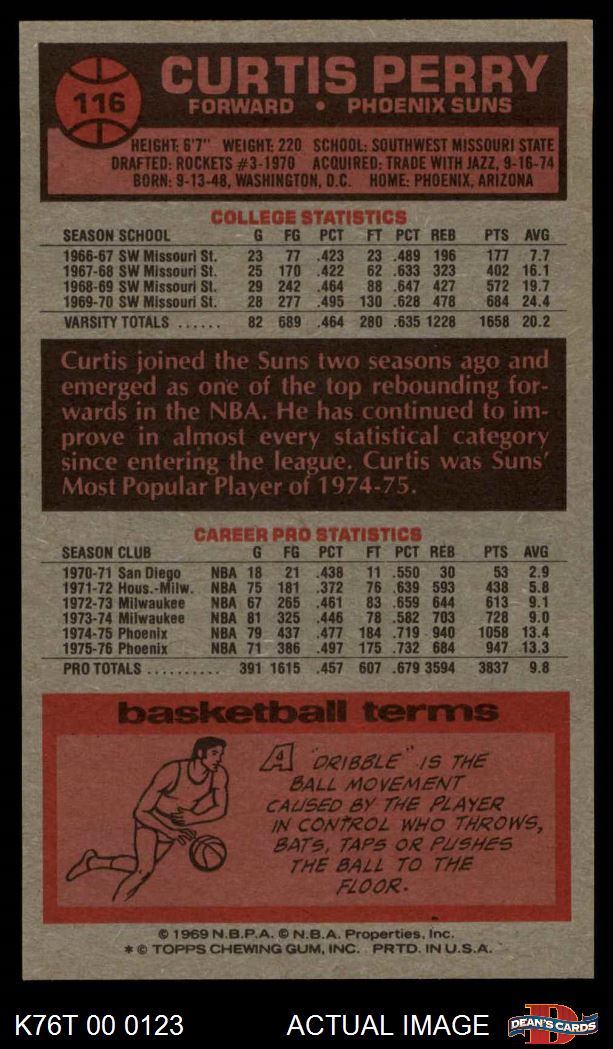 116
CURTIS PERRY
FORWARD • PHOENIX SUNS
HEIGHT: 6'7" WEIGHT: 220 SCHOOL: SOUTHWEST MISSOURI STATE
DRAFTED: ROCKETS #3-1970 ACQUIRED: TRADE WITH JAZZ, 9-16-74
BORN: 9-13-48, WASHINGTON, D.C. HOME: PHOENIX, ARIZONA
COLLEGE STATISTICS
SEASON SCHOOL G FG PCT FT PCT REB PTS AVG
1966-67 SW Missouri St. 23 77 .423 23 .489 196 177 7.7
1967-68 SW Missouri St. 25 170 .422 62 .633 323 402 16.1
1968-69 SW Missouri St. 29 242 .464 88 .647 427 572 19.7
1969-70 SW Missouri St. 28 277 .495 130 .628 478 684 24.4
VARSITY TOTALS ...... 82 689 .464 280 .635 1228 1658 20.2
Curtis joined the Suns two seasons ago and
emerged as one of the top rebounding for-
wards in the NBA. He has continued to im-
prove in almost every statistical category
since entering the league. Curtis was Suns'
Most Popular Player of 1974-75.
CAREER PRO STATISTICS
SEASON CLUB G FG PCT FT PCT REB PTS AVG
1970-71 San Diego NBA 18 21 .438 11 .550 30 53 2.9
1971-72 Hous.-Milw. NBA 75 181 .372 76 .639 593 438 5.8
1972-73 Milwaukee NBA 67 265 .461 83 .659 644 613 9.1
1973-74 Milwaukee NBA 81 325 .446 78 .582 703 728 9.0
1974-75 Phoenix NBA 79 437 .477 184 .719 940 1058 13.4
1975-76 Phoenix NBA 71 386 .497 175 .732 684 947 13.3
PRO TOTALS .......... 391 1615 .457 607 .679 3594 3837 9.8
basketball terms
A "DRIBBLE" IS THE
BALL MOVEMENT
CAUSED BY THE PLAYER
IN CONTROL WHO THROWS,
BATS, TAPS OR PUSHES
THE BALL TO THE
FLOOR.
© 1969 N.B.P.A. © N.B.A. Properties, Inc.
* © TOPPS CHEWING GUM, INC. PRTD. IN U.S.A.
K76T 00 0123 ACTUAL IMAGE
D
DEAN'S CARDS